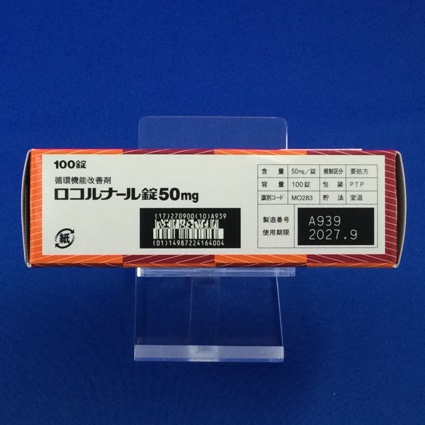 100錠
循環機能改善剤
ロコルナール錠50mg
(17)270900(10)A939
(01)14987224164004
紙
含量 50mg/錠 規制区分 要処方
容量 100錠 包装 PTP
識別コード MO283 貯法 室温
製造番号 A939
使用期限 2027.9